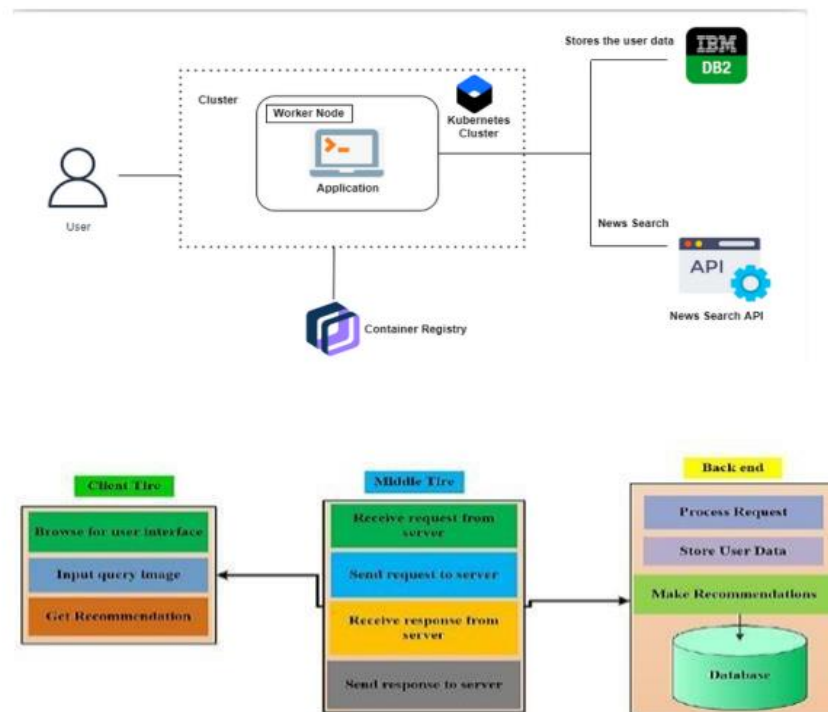 Stores the user data
IBM
DB2
Cluster
Worker Node
Kubernetes
Cluster
Application
User
News Search
API
News Search API
Container Registry
Client Tire
Browse for user interface
Input query Image
Get Recommendation
Middle Tire
Receive request from
server
Send request to server
Receive response from
server
Send response to server
Back end
Process Request
Store User Data
Make Recommendations
Database